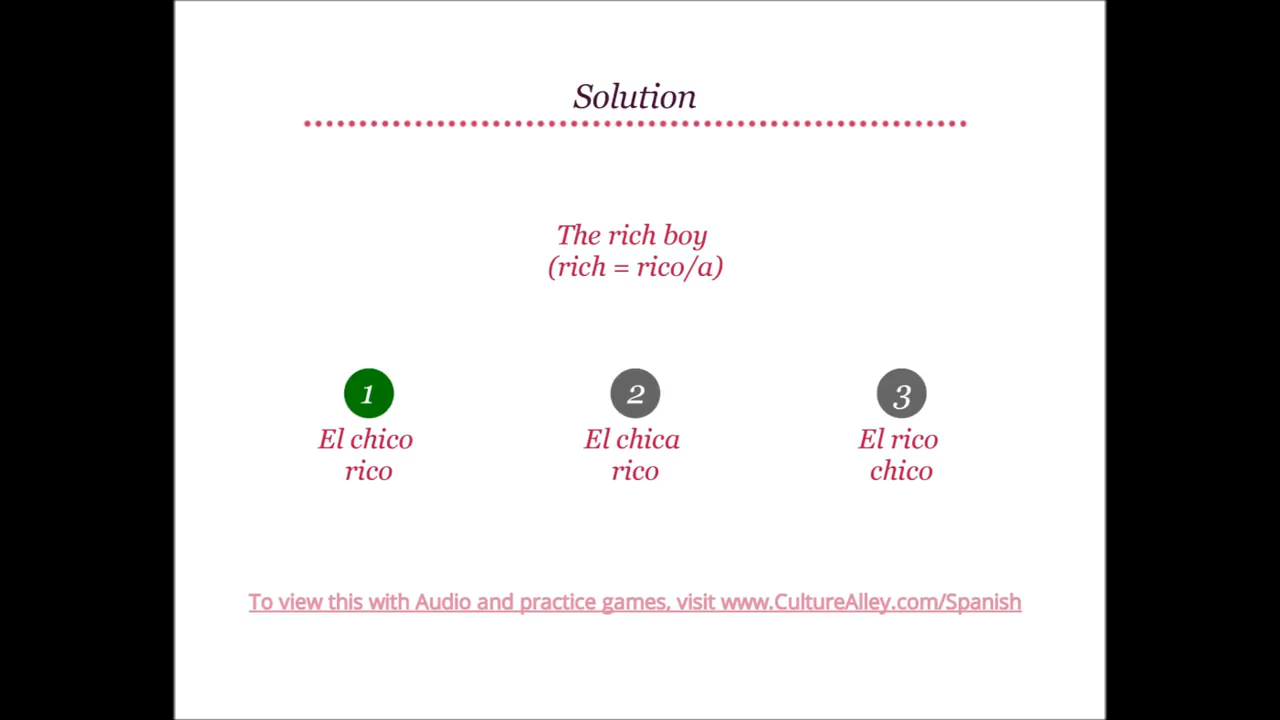 Solution
The rich boy
(rich = rico/a)
1
El chico
rico
2
El chica
rico
3
El rico
chico
To view this with Audio and practice games, visit www.CultureAlley.com/Spanish